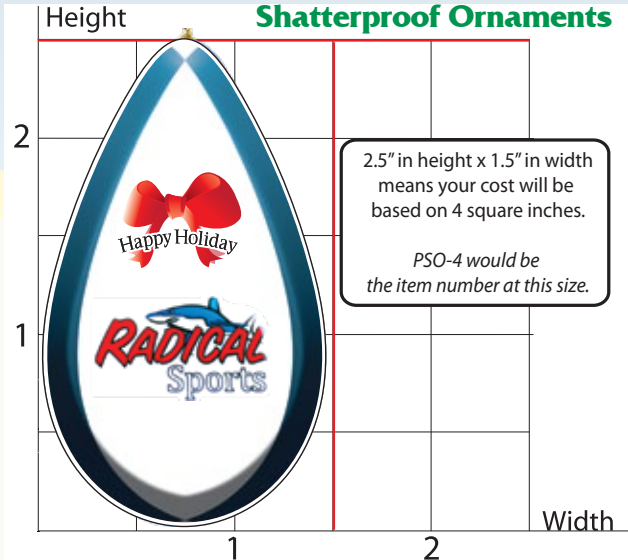 Height
Shatterproof Ornaments
2
2.5" in height x 1.5" in width
means your cost will be
based on 4 square inches.
PSO-4 would be
the item number at this size.
Happy Holiday
1
RADICAL
Sports
Width
1
2